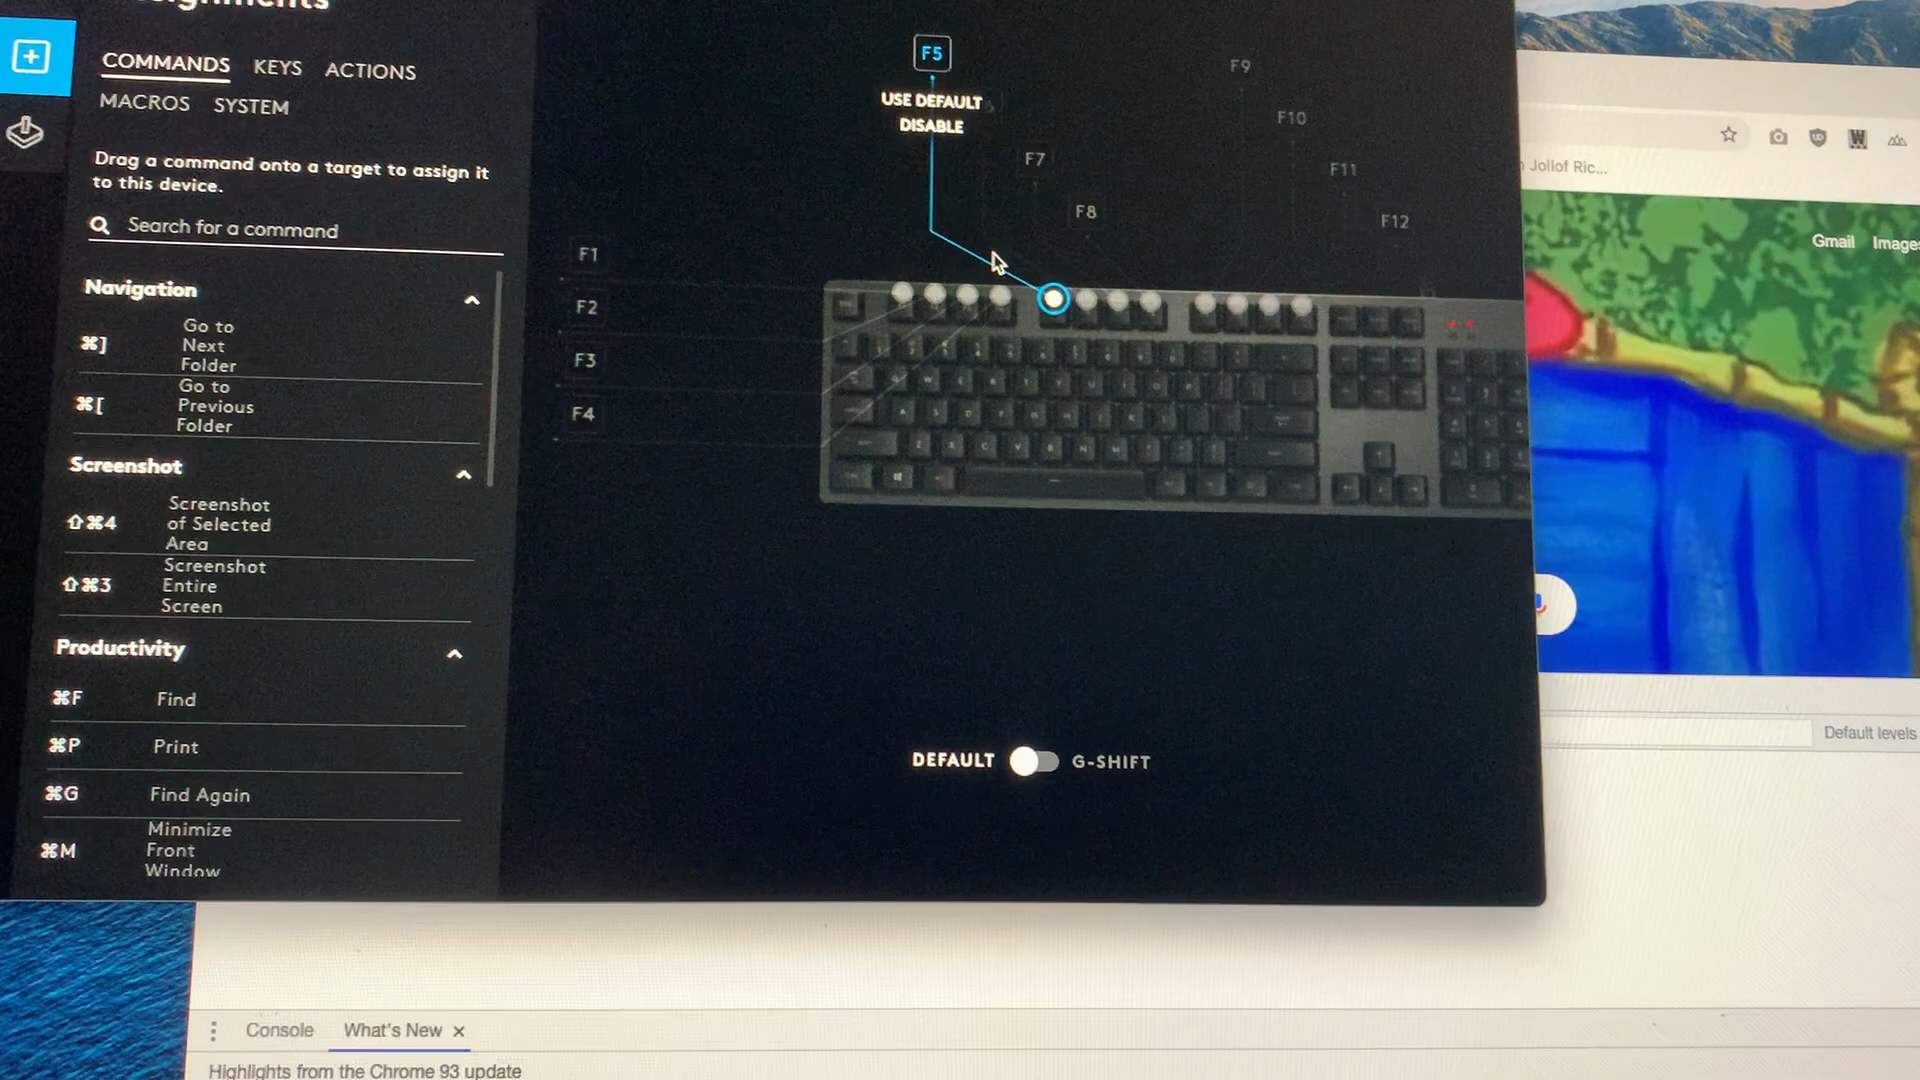 COMMANDS KEYS ACTIONS
MACROS SYSTEM
Drag a command onto a target to assign it
to this device.
Search for a command
Navigation
⌘] Go to
Next
Folder
⌘[ Go to
Previous
Folder
Screenshot
⇧⌘4 Screenshot
of Selected
Area
⇧⌘3 Screenshot
Entire
Screen
Productivity
⌘F Find
⌘P Print
⌘G Find Again
⌘M Minimize
Front
Window
F5
USE DEFAULT
DISABLE
F7
F8
F9
F10
F11
F12
F1
F2
F3
F4
DEFAULT G-SHIFT
Jollof Ric...
Gmail Images
Default levels
Console What's New ×
Highlights from the Chrome 93 update